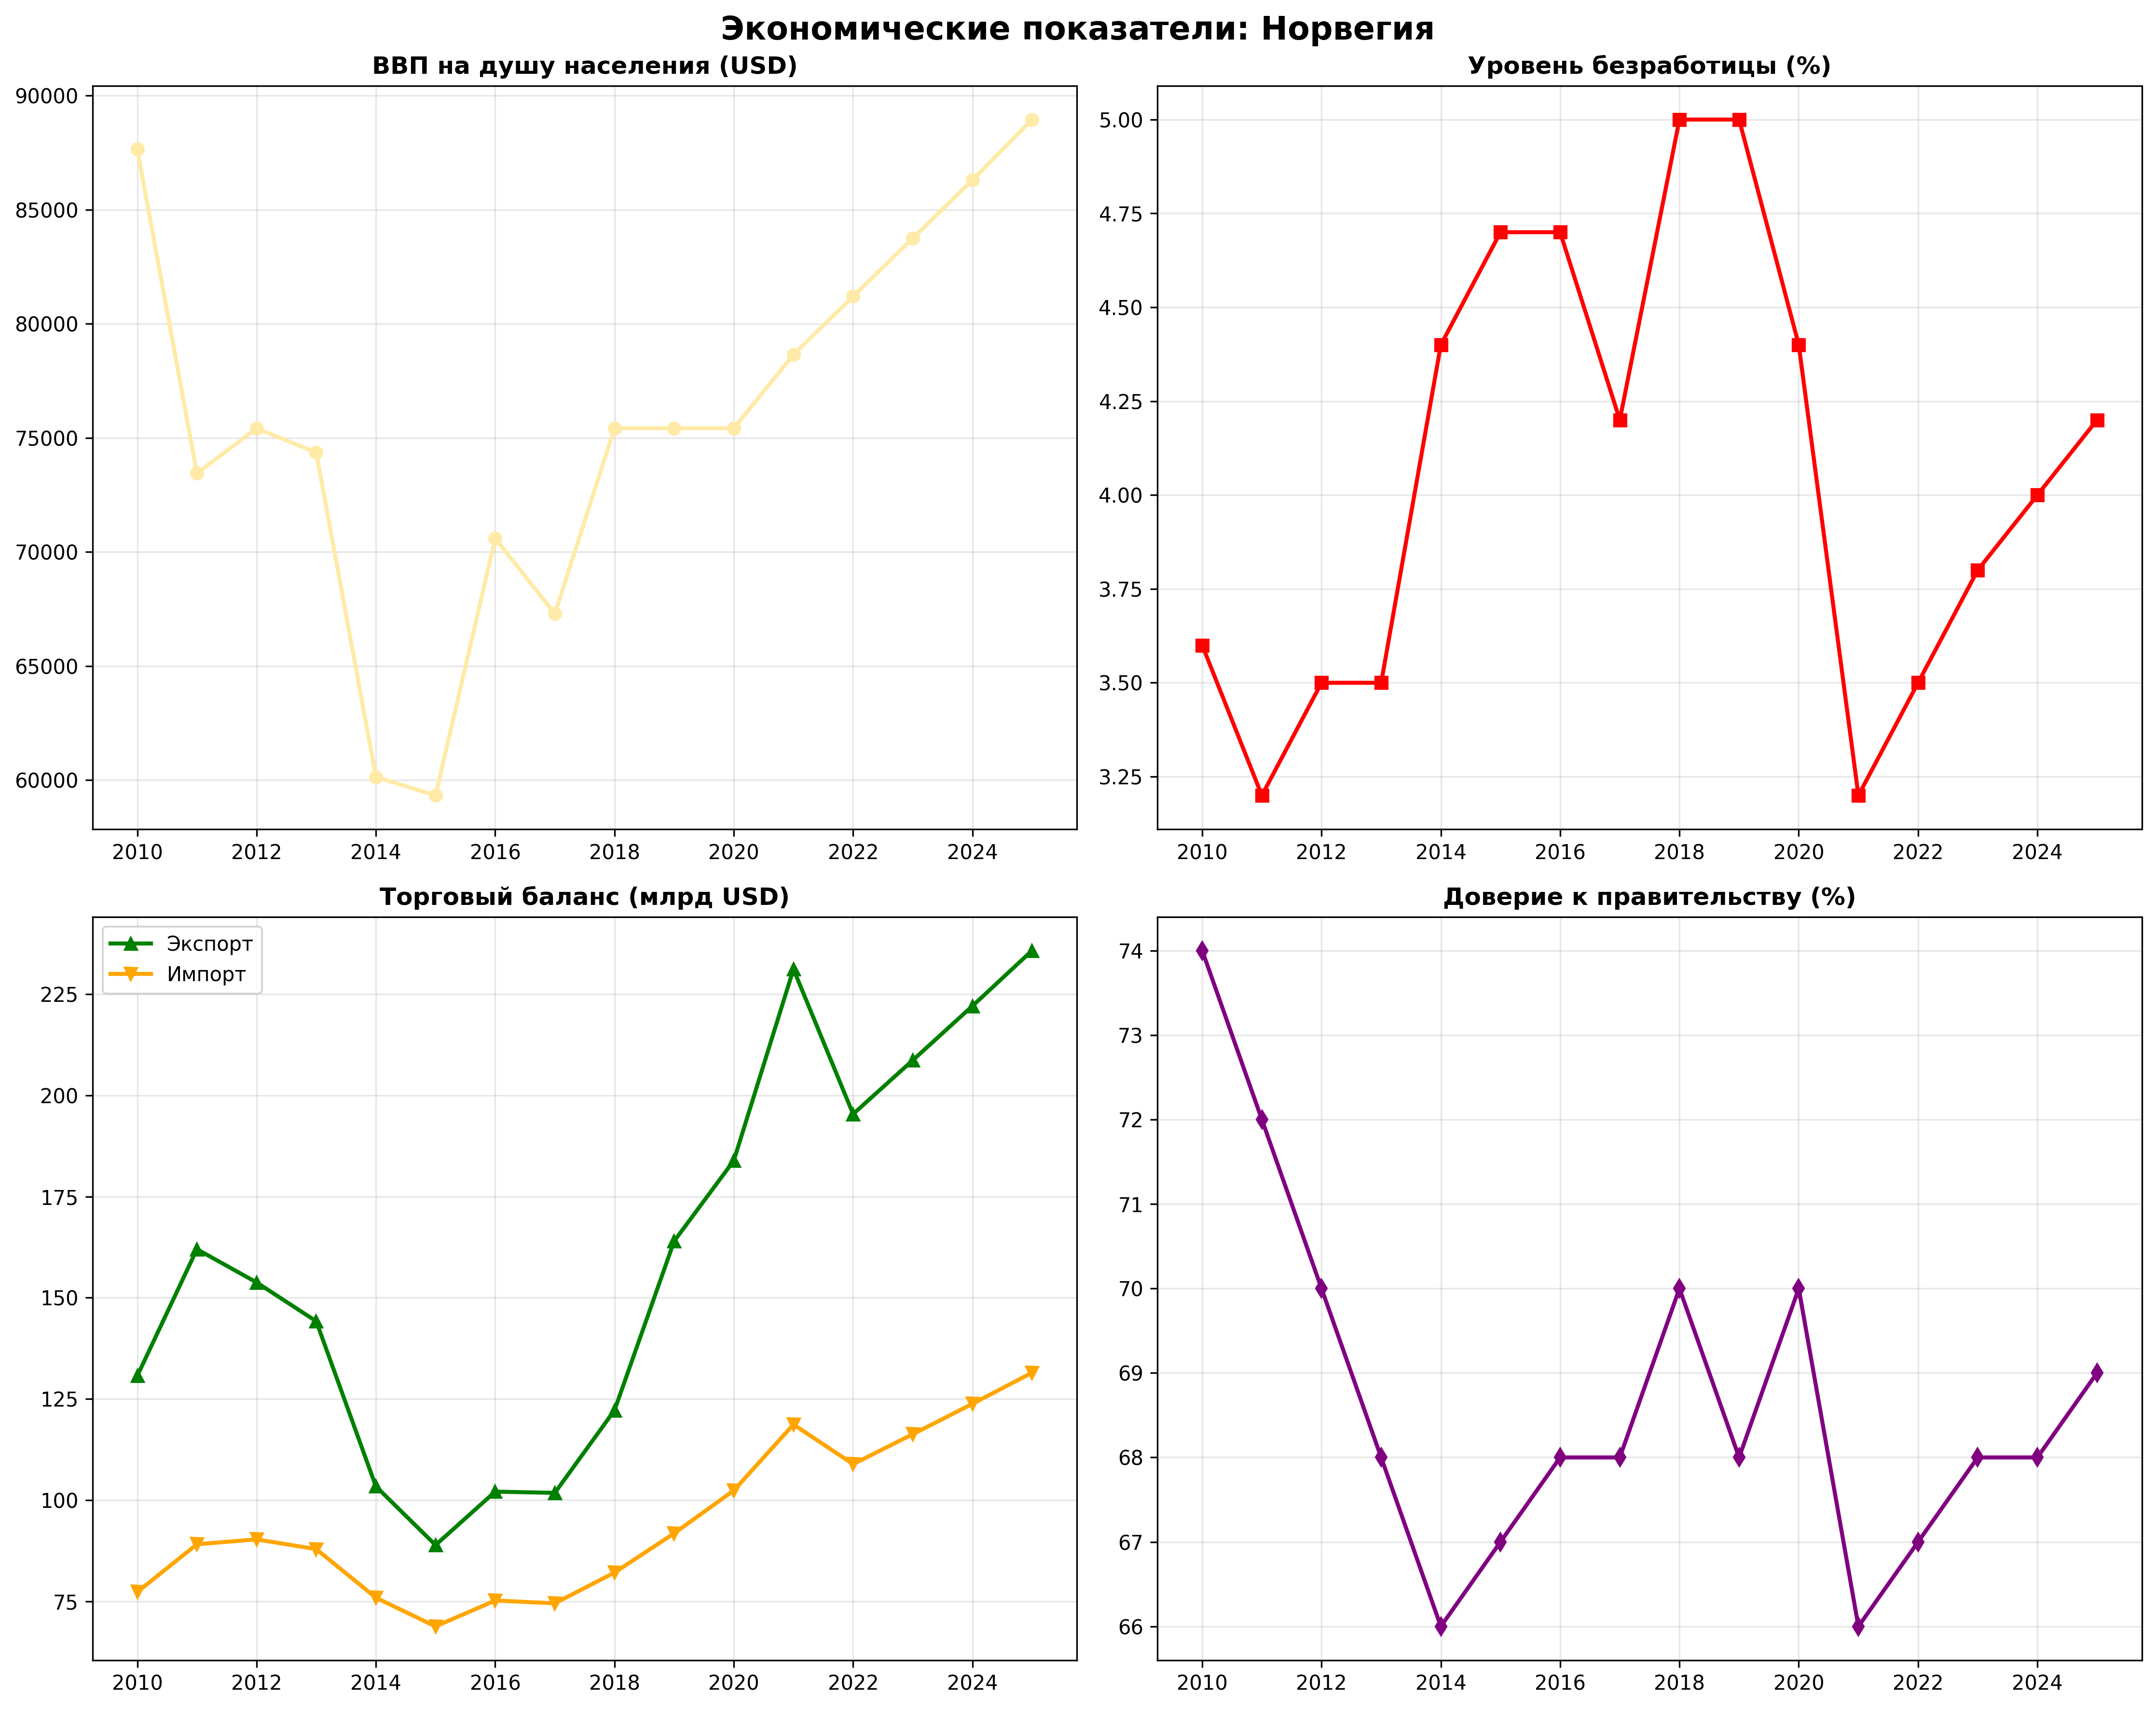 Экономические показатели: Норвегия
ВВП на душу населения (USD)
90000
85000
80000
75000
70000
65000
60000
2010 2012 2014 2016 2018 2020 2022 2024
Уровень безработицы (%)
5.00
4.75
4.50
4.25
4.00
3.75
3.50
3.25
2010 2012 2014 2016 2018 2020 2022 2024
Торговый баланс (млрд USD)
Экспорт
Импорт
225
200
175
150
125
100
75
2010 2012 2014 2016 2018 2020 2022 2024
Доверие к правительству (%)
74
73
72
71
70
69
68
67
66
2010 2012 2014 2016 2018 2020 2022 2024